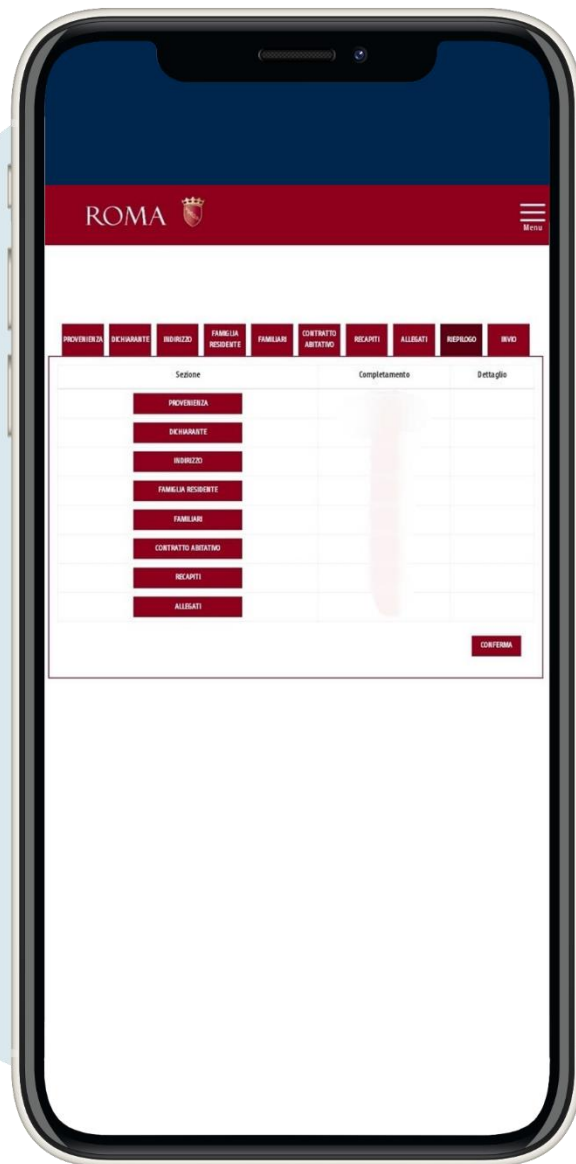 ROMA
Menu
PROVENIENZA DICHIARANTE INDIRIZZO FAMIGLIA RESIDENTE FAMILIARI CONTRATTO ABITATIVO RECAPITI ALLEGATI RIEPILOGO INVIO
Sezione Completamento Dettaglio
PROVENIENZA
DICHIARANTE
INDIRIZZO
FAMIGLIA RESIDENTE
FAMILIARI
CONTRATTO ABITATIVO
RECAPITI
ALLEGATI
CONFERMA